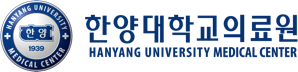 HANYANG UNIVERSITY
한양
1939
MEDICAL CENTER
한양대학교의료원
HANYANG UNIVERSITY MEDICAL CENTER